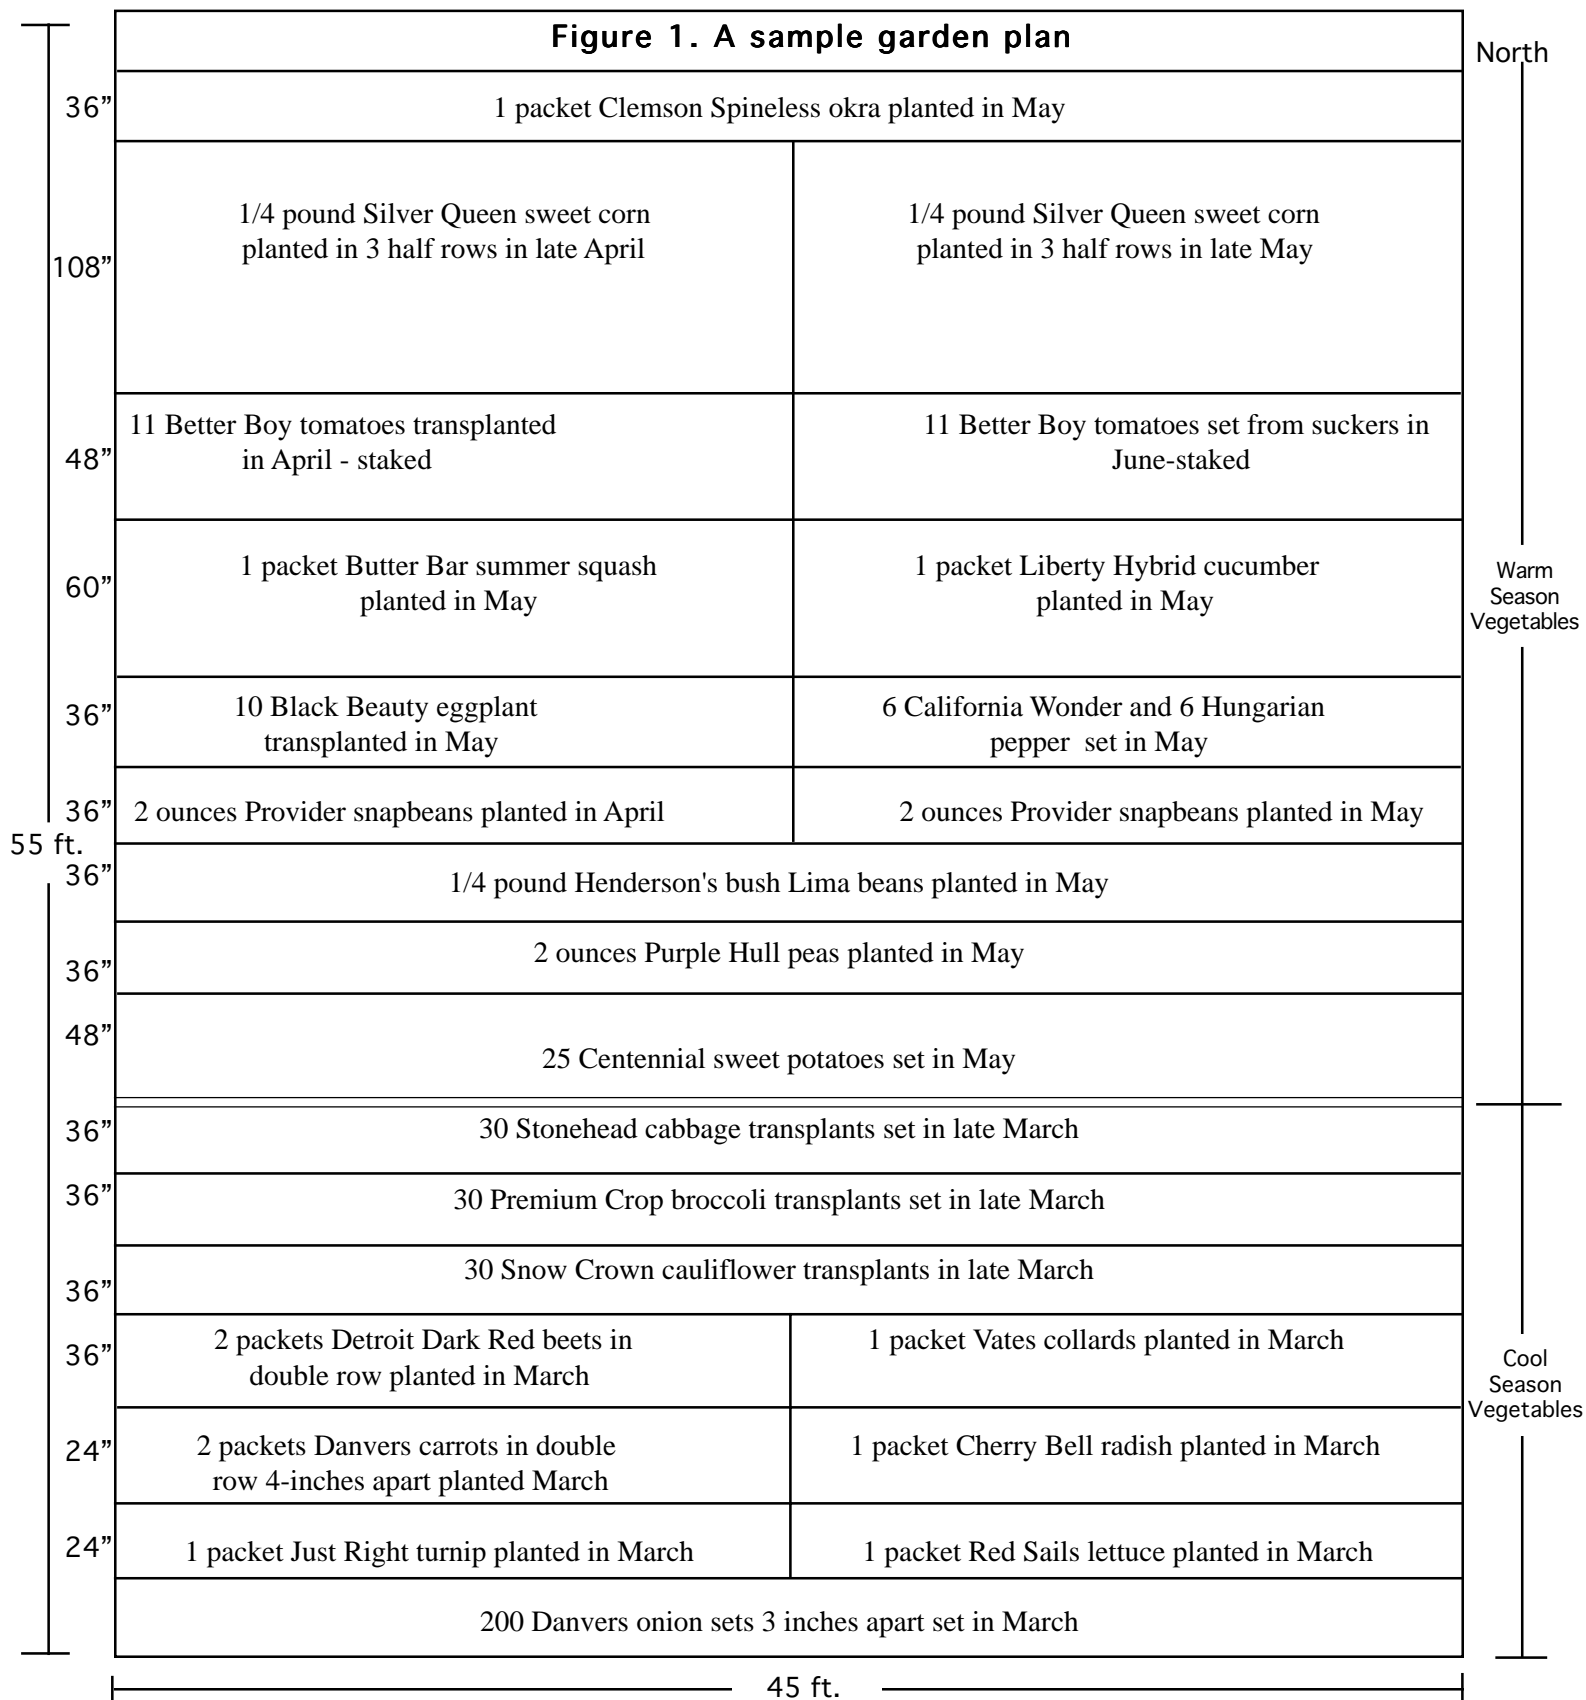 Figure 1. A sample garden plan
North
36”
1 packet Clemson Spineless okra planted in May
108”
1/4 pound Silver Queen sweet corn
planted in 3 half rows in late April
1/4 pound Silver Queen sweet corn
planted in 3 half rows in late May
48”
11 Better Boy tomatoes transplanted
in April - staked
11 Better Boy tomatoes set from suckers in
June-staked
60”
1 packet Butter Bar summer squash
planted in May
1 packet Liberty Hybrid cucumber
planted in May
Warm
Season
Vegetables
36”
10 Black Beauty eggplant
transplanted in May
6 California Wonder and 6 Hungarian
pepper set in May
36”
2 ounces Provider snapbeans planted in April
2 ounces Provider snapbeans planted in May
55 ft.
36”
1/4 pound Henderson's bush Lima beans planted in May
36”
2 ounces Purple Hull peas planted in May
48”
25 Centennial sweet potatoes set in May
36”
30 Stonehead cabbage transplants set in late March
36”
30 Premium Crop broccoli transplants set in late March
36”
30 Snow Crown cauliflower transplants in late March
36”
2 packets Detroit Dark Red beets in
double row planted in March
1 packet Vates collards planted in March
Cool
Season
Vegetables
24”
2 packets Danvers carrots in double
row 4-inches apart planted March
1 packet Cherry Bell radish planted in March
24”
1 packet Just Right turnip planted in March
1 packet Red Sails lettuce planted in March
200 Danvers onion sets 3 inches apart set in March
45 ft.